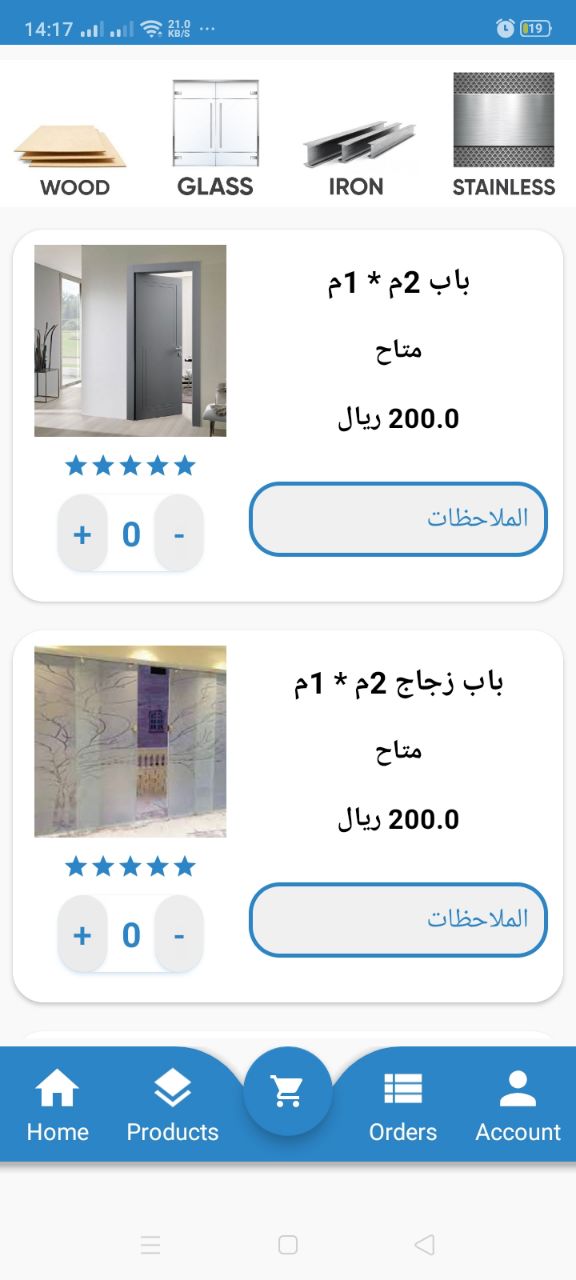 14:17 21.0 KB/S ... 19
WOOD GLASS IRON STAINLESS
باب 2م * 1م
متاح
200.0 ريال
الملاحظات
+ 0 -
باب زجاج 2م * 1م
متاح
200.0 ريال
الملاحظات
+ 0 -
Home Products Orders Account